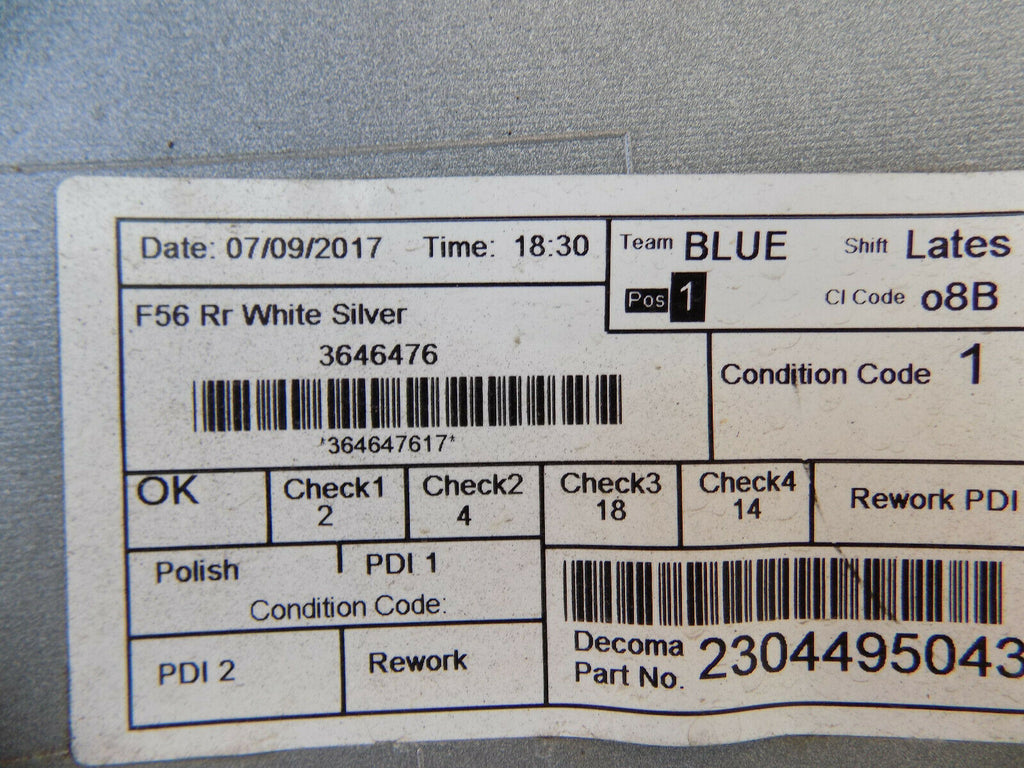 Date: 07/09/2017 Time: 18:30
Team BLUE Shift Lates
Pos 1 CI Code o8B
F56 Rr White Silver
3646476
Condition Code 1
*364647617*
OK Check1 Check2 Check3 Check4 Rework PDI
2 4 18 14
Polish PDI 1
Condition Code:
PDI 2 Rework
Decoma Part No. 2304495043